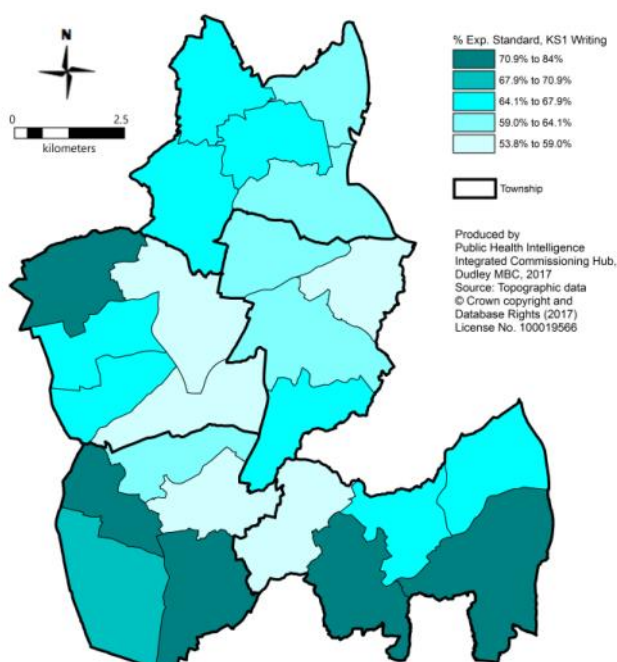 N
0 2.5
kilometers
% Exp. Standard, KS1 Writing
70.9% to 84%
67.9% to 70.9%
64.1% to 67.9%
59.0% to 64.1%
53.8% to 59.0%
Township
Produced by
Public Health Intelligence
Integrated Commissioning Hub,
Dudley MBC, 2017
Source: Topographic data
© Crown copyright and
Database Rights (2017)
License No. 100019566